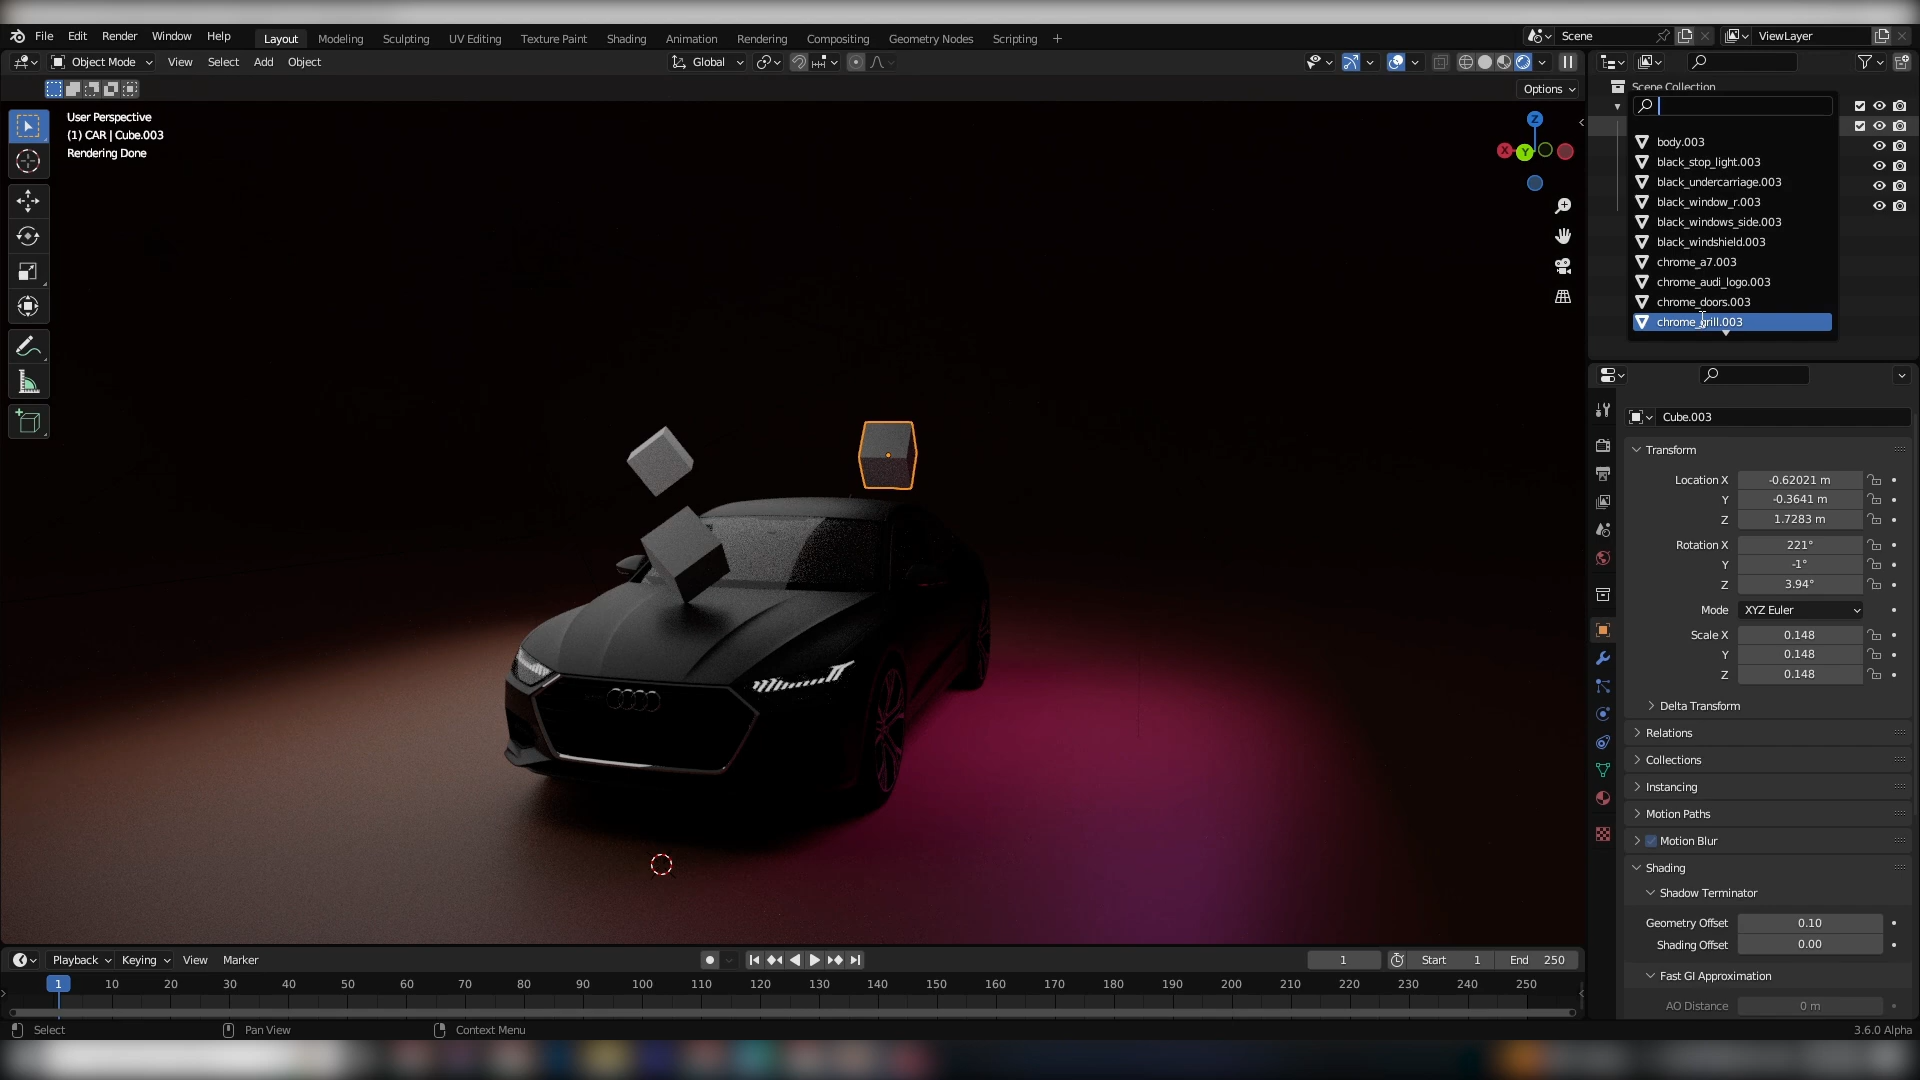 File Edit Render Window Help Layout Modeling Sculpting UV Editing Texture Paint Shading Animation Rendering Compositing Geometry Nodes Scripting + Scene ViewLayer
Object Mode View Select Add Object Global
Options
User Perspective
(1) CAR | Cube.003
Rendering Done
Z
X
Y
Scene Collection
body.003
black_stop_light.003
black_undercarriage.003
black_window_r.003
black_windows_side.003
black_windshield.003
chrome_a7.003
chrome_audi_logo.003
chrome_doors.003
chrome_grill.003
Cube.003
Transform
Location X -0.62021 m
Y -0.3641 m
Z 1.7283 m
Rotation X 221°
Y -1°
Z 3.94°
Mode XYZ Euler
Scale X 0.148
Y 0.148
Z 0.148
Delta Transform
Relations
Collections
Instancing
Motion Paths
Motion Blur
Shading
Shadow Terminator
Geometry Offset 0.10
Shading Offset 0.00
Fast GI Approximation
AO Distance 0 m
Playback Keying View Marker 1 Start 1 End 250
1 10 20 30 40 50 60 70 80 90 100 110 120 130 140 150 160 170 180 190 200 210 220 230 240 250
Select Pan View Context Menu 3.6.0 Alpha